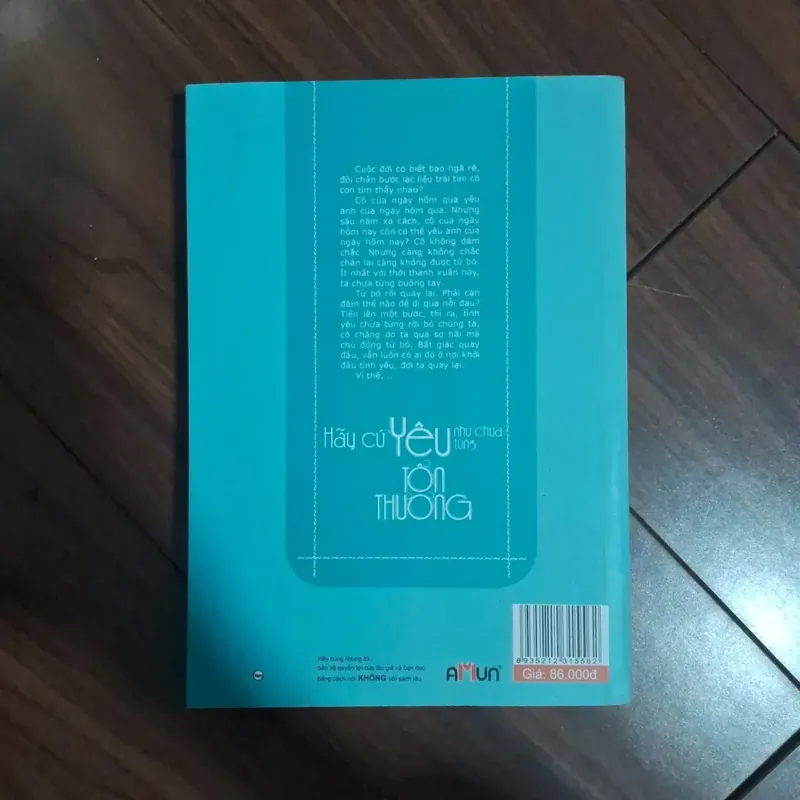 Cuộc đời có biết bao ngã rẽ,
đôi chân bước lạc liệu trái tim có
còn tìm thấy nhau?
Cô của ngày hôm qua yêu
anh của ngày hôm qua. Nhưng
sáu năm xa cách, cô của ngày
hôm nay còn có thể yêu anh của
ngày hôm nay? Cô không dám
chắc. Nhưng càng không chắc
chắn lại càng không được từ bỏ.
Ít nhất với thời thanh xuân này,
ta chưa từng buông tay.
Từ bỏ rồi quay lại. Phải can
đảm thế nào để đi qua nỗi đau?
Tiến lên một bước, thì ra, tình
yêu chưa từng rời bỏ chúng ta,
có chăng do ta quá sợ hãi mà
chủ động từ bỏ. Bất giác quay
đầu, vẫn luôn có ai đó ở nơi khởi
đầu tình yêu, đợi ta quay lại.
Vì thế, ...
Hãy cứ YÊU như chưa từng
TỔN
THƯƠNG
Hãy cùng chúng tôi
bảo vệ quyền lợi của tác giả và bạn đọc
bằng cách nói KHÔNG với sách lậu.
AMUN
8 935212 315562
Giá: 86.000đ